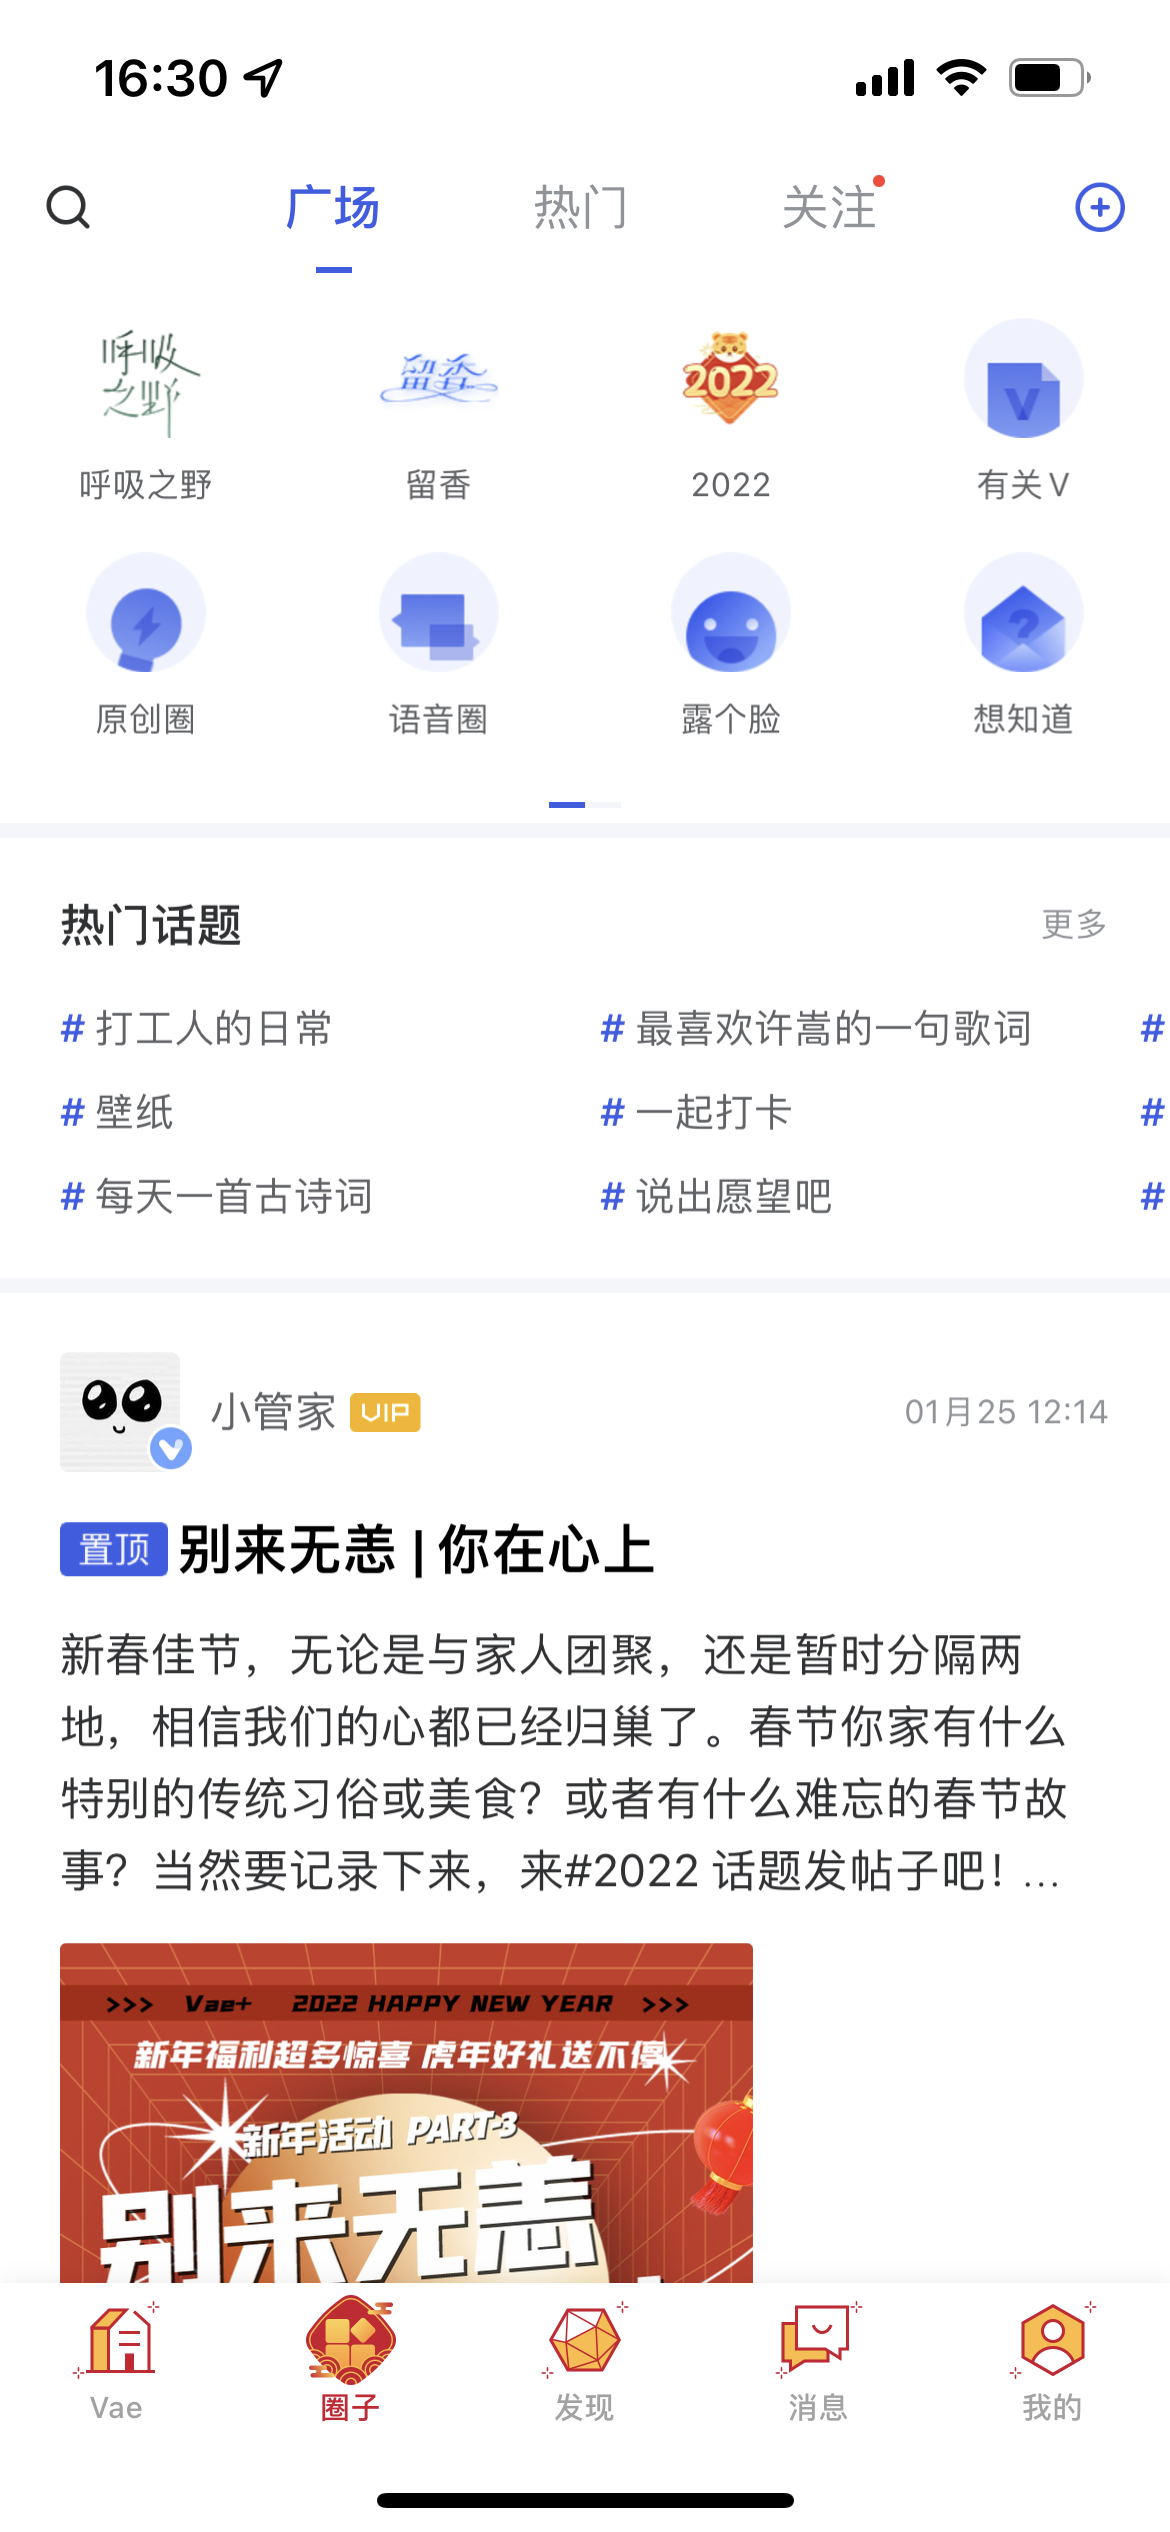 16:30
广场 热门 关注
呼吸之野 留香 2022 V
呼吸之野 留香 2022 有关V
?
原创圈 语音圈 露个脸 想知道
热门话题 更多
# 打工人的日常 # 最喜欢许嵩的一句歌词 #
# 壁纸 # 一起打卡 #
# 每天一首古诗词 # 说出愿望吧 #
小管家 VIP 01月25 12:14
置顶 别来无恙 | 你在心上
新春佳节，无论是与家人团聚，还是暂时分隔两
地，相信我们的心都已经归巢了。春节你家有什么
特别的传统习俗或美食？或者有什么难忘的春节故
事？当然要记录下来，来#2022 话题发帖子吧！...
>>> Vae+ 2022 HAPPY NEW YEAR >>>
新年福利超多惊喜 虎年好礼送不停
新年活动 PART·3
别来无恙
Vae 圈子 发现 消息 我的